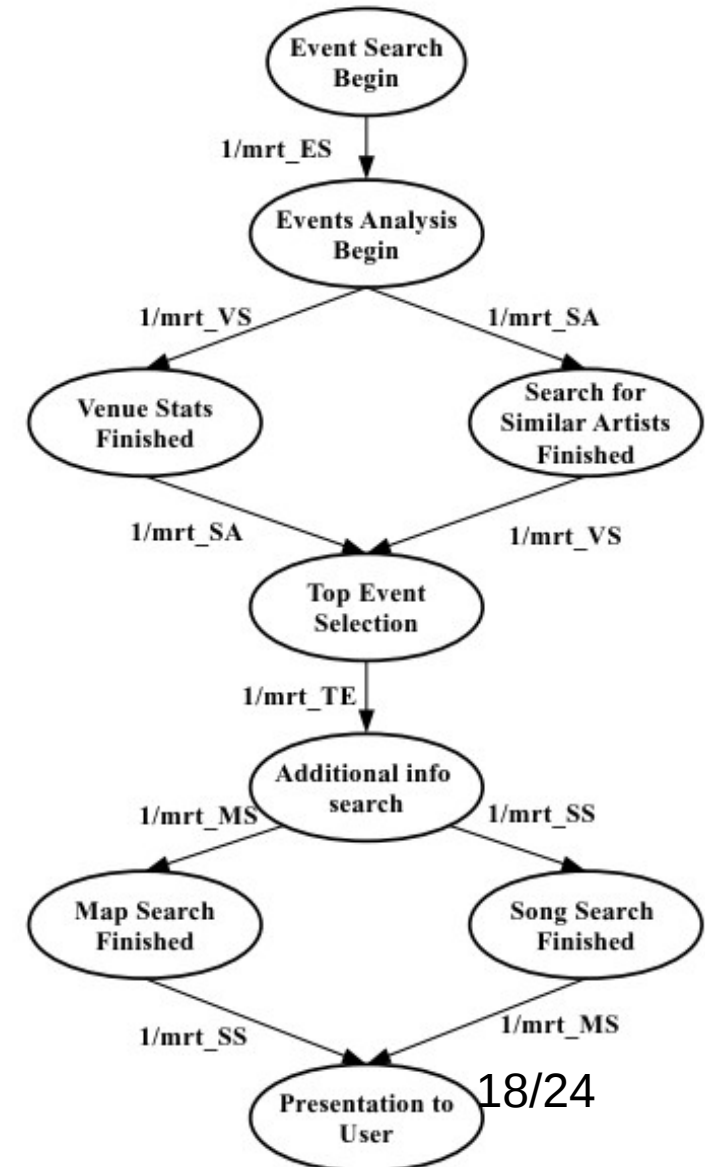 Event Search
Begin
1/mrt_ES
Events Analysis
Begin
1/mrt_VS
1/mrt_SA
Venue Stats
Finished
Search for
Similar Artists
Finished
1/mrt_SA
1/mrt_VS
Top Event
Selection
1/mrt_TE
Additional info
search
1/mrt_MS
1/mrt_SS
Map Search
Finished
Song Search
Finished
1/mrt_SS
1/mrt_MS
Presentation to
User
18/24